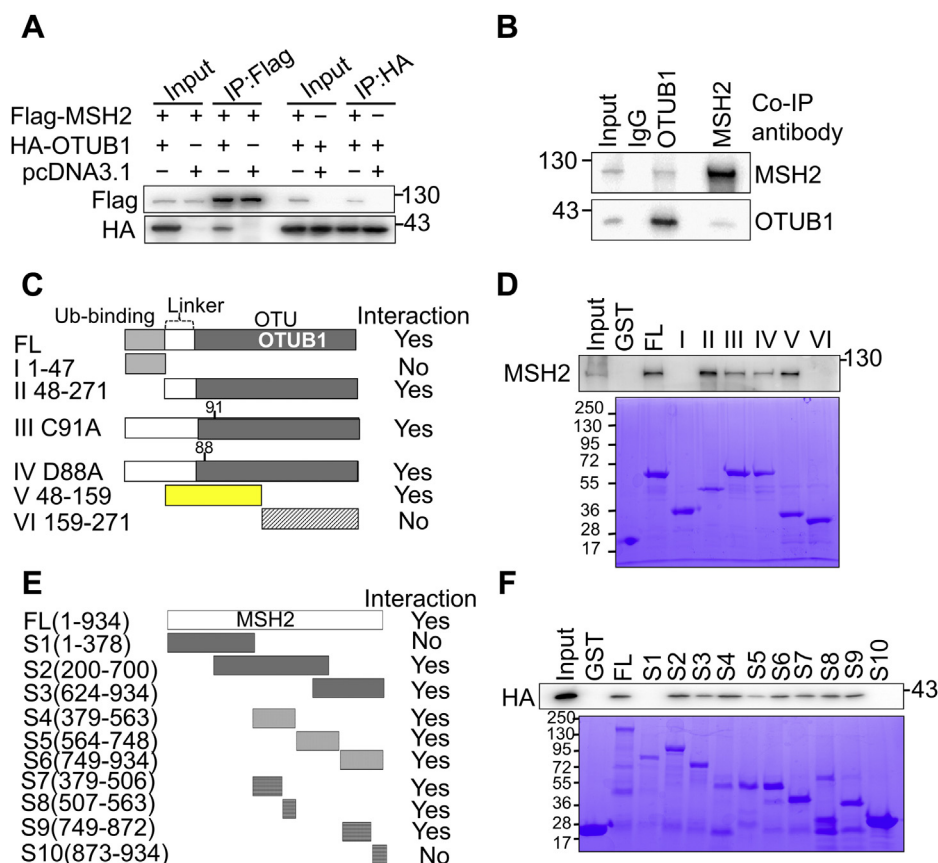 A
Input IP:Flag Input IP:HA
Flag-MSH2 + + + + + – + –
HA-OTUB1 + – + – + + + +
pcDNA3.1 – + – + – + – +
Flag 130
HA 43
B
Input IgG OTUB1 MSH2 Co-IP antibody
130 MSH2
43 OTUB1
C
Ub-binding Linker OTU Interaction
FL OTUB1 Yes
I 1-47 No
II 48-271 Yes
91
III C91A Yes
88
IV D88A Yes
V 48-159 Yes
VI 159-271 No
D
Input GST FL I II III IV V VI
MSH2 130
250
130
95
72
55
36
28
17
E
Interaction
FL(1-934) MSH2 Yes
S1(1-378) No
S2(200-700) Yes
S3(624-934) Yes
S4(379-563) Yes
S5(564-748) Yes
S6(749-934) Yes
S7(379-506) Yes
S8(507-563) Yes
S9(749-872) Yes
S10(873-934) No
F
Input GST FL S1 S2 S3 S4 S5 S6 S7 S8 S9 S10
HA 43
250
130
95
72
55
36
28
17